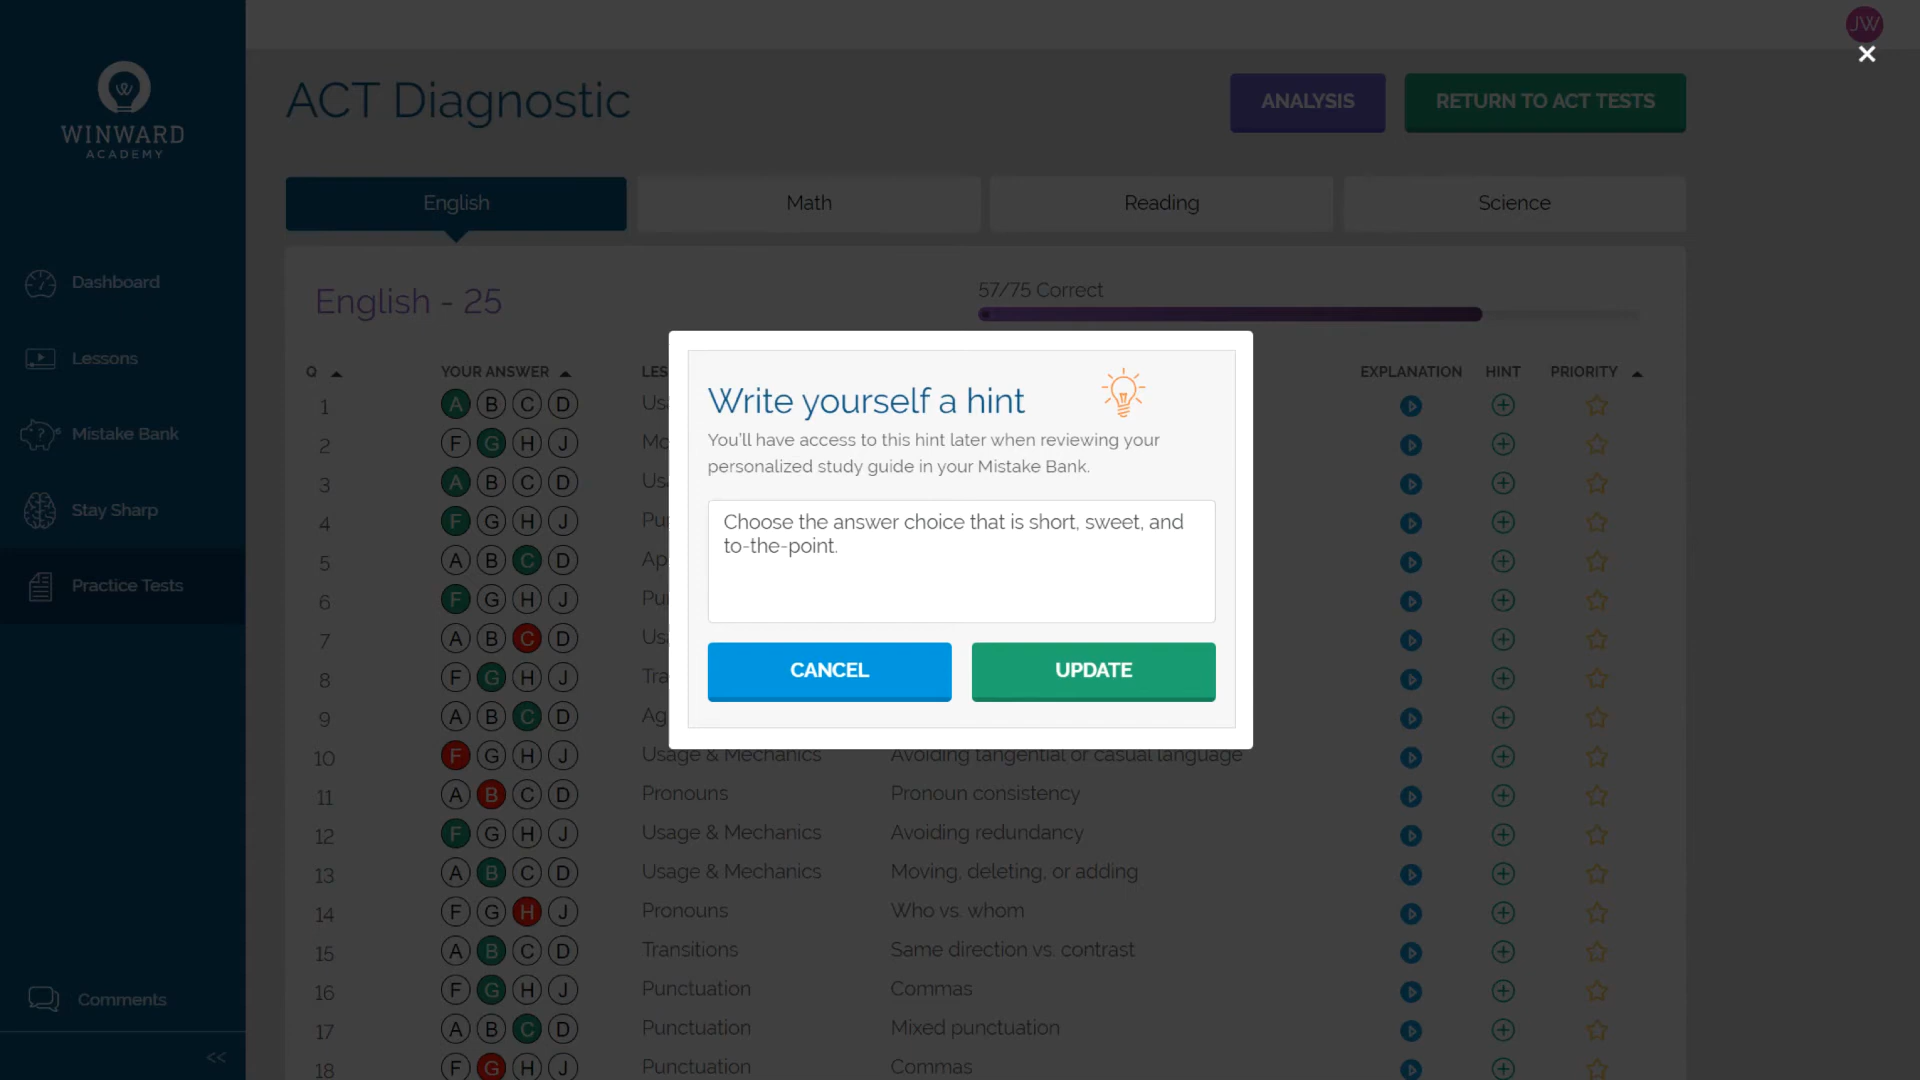 JW
WINWARD
ACADEMY
ACT Diagnostic
ANALYSIS
RETURN TO ACT TESTS
English
Math
Reading
Science
Dashboard
Lessons
Mistake Bank
Stay Sharp
Practice Tests
Comments
<<
English - 25
57/75 Correct
Q YOUR ANSWER EXPLANATION HINT PRIORITY
Write yourself a hint
You'll have access to this hint later when reviewing your
personalized study guide in your Mistake Bank.
Choose the answer choice that is short, sweet, and
to-the-point.
CANCEL
UPDATE
1 A B C D
2 F G H J
3 A B C D
4 F G H J
5 A B C D
6 F G H J
7 A B C D
8 F G H J
9 A B C D
10 F G H J Usage & Mechanics Avoiding tangential or casual language
11 A B C D Pronouns Pronoun consistency
12 F G H J Usage & Mechanics Avoiding redundancy
13 A B C D Usage & Mechanics Moving, deleting, or adding
14 F G H J Pronouns Who vs. whom
15 A B C D Transitions Same direction vs. contrast
16 F G H J Punctuation Commas
17 A B C D Punctuation Mixed punctuation
18 F G H J Punctuation Commas